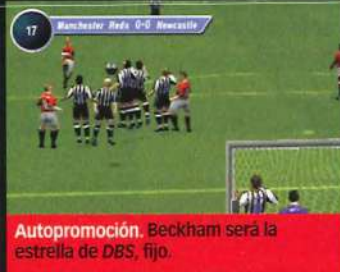 17
Manchester Reds 0-0 Newcastle
Autopromoción. Beckham será la
estrella de DBS, fijo.